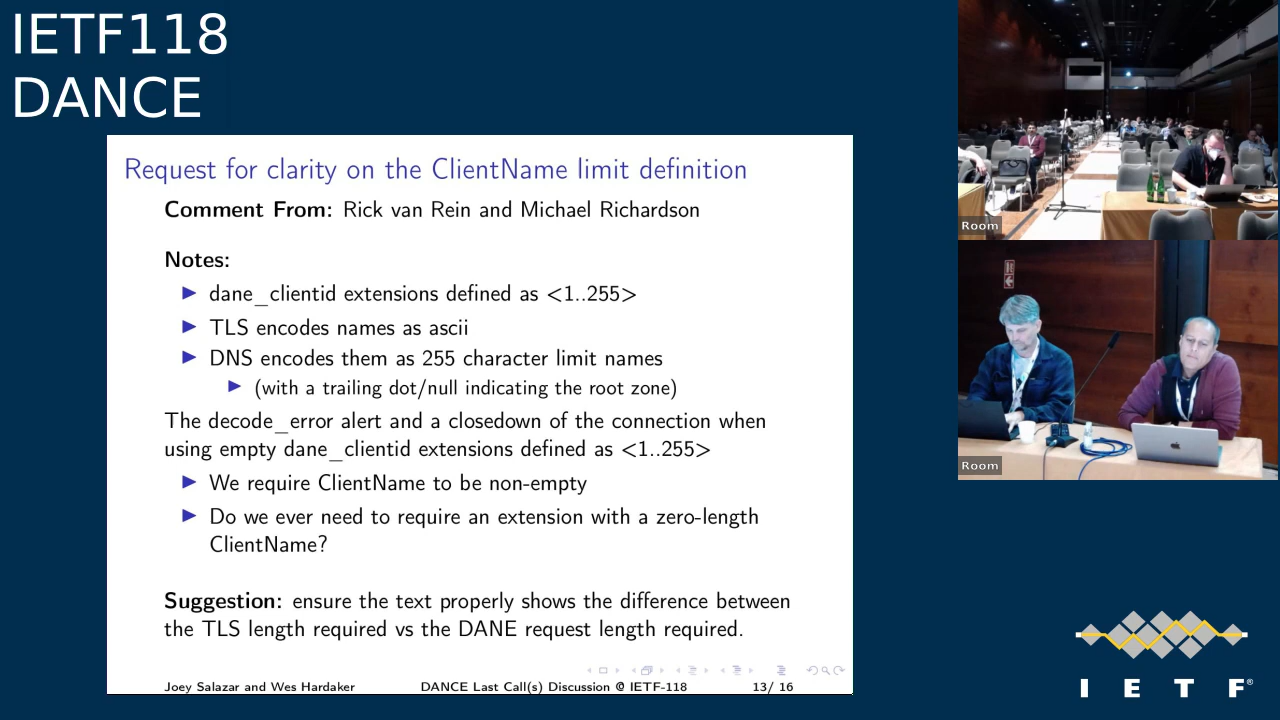 IETF118
DANCE
Request for clarity on the ClientName limit definition
Comment From: Rick van Rein and Michael Richardson
Notes:
dane_clientid extensions defined as <1..255>
TLS encodes names as ascii
DNS encodes them as 255 character limit names
(with a trailing dot/null indicating the root zone)
The decode_error alert and a closedown of the connection when
using empty dane_clientid extensions defined as <1..255>
We require ClientName to be non-empty
Do we ever need to require an extension with a zero-length
ClientName?
Suggestion: ensure the text properly shows the difference between
the TLS length required vs the DANE request length required.
Joey Salazar and Wes Hardaker DANCE Last Call(s) Discussion @ IETF-118 13/ 16
Room
Room
I E T F®